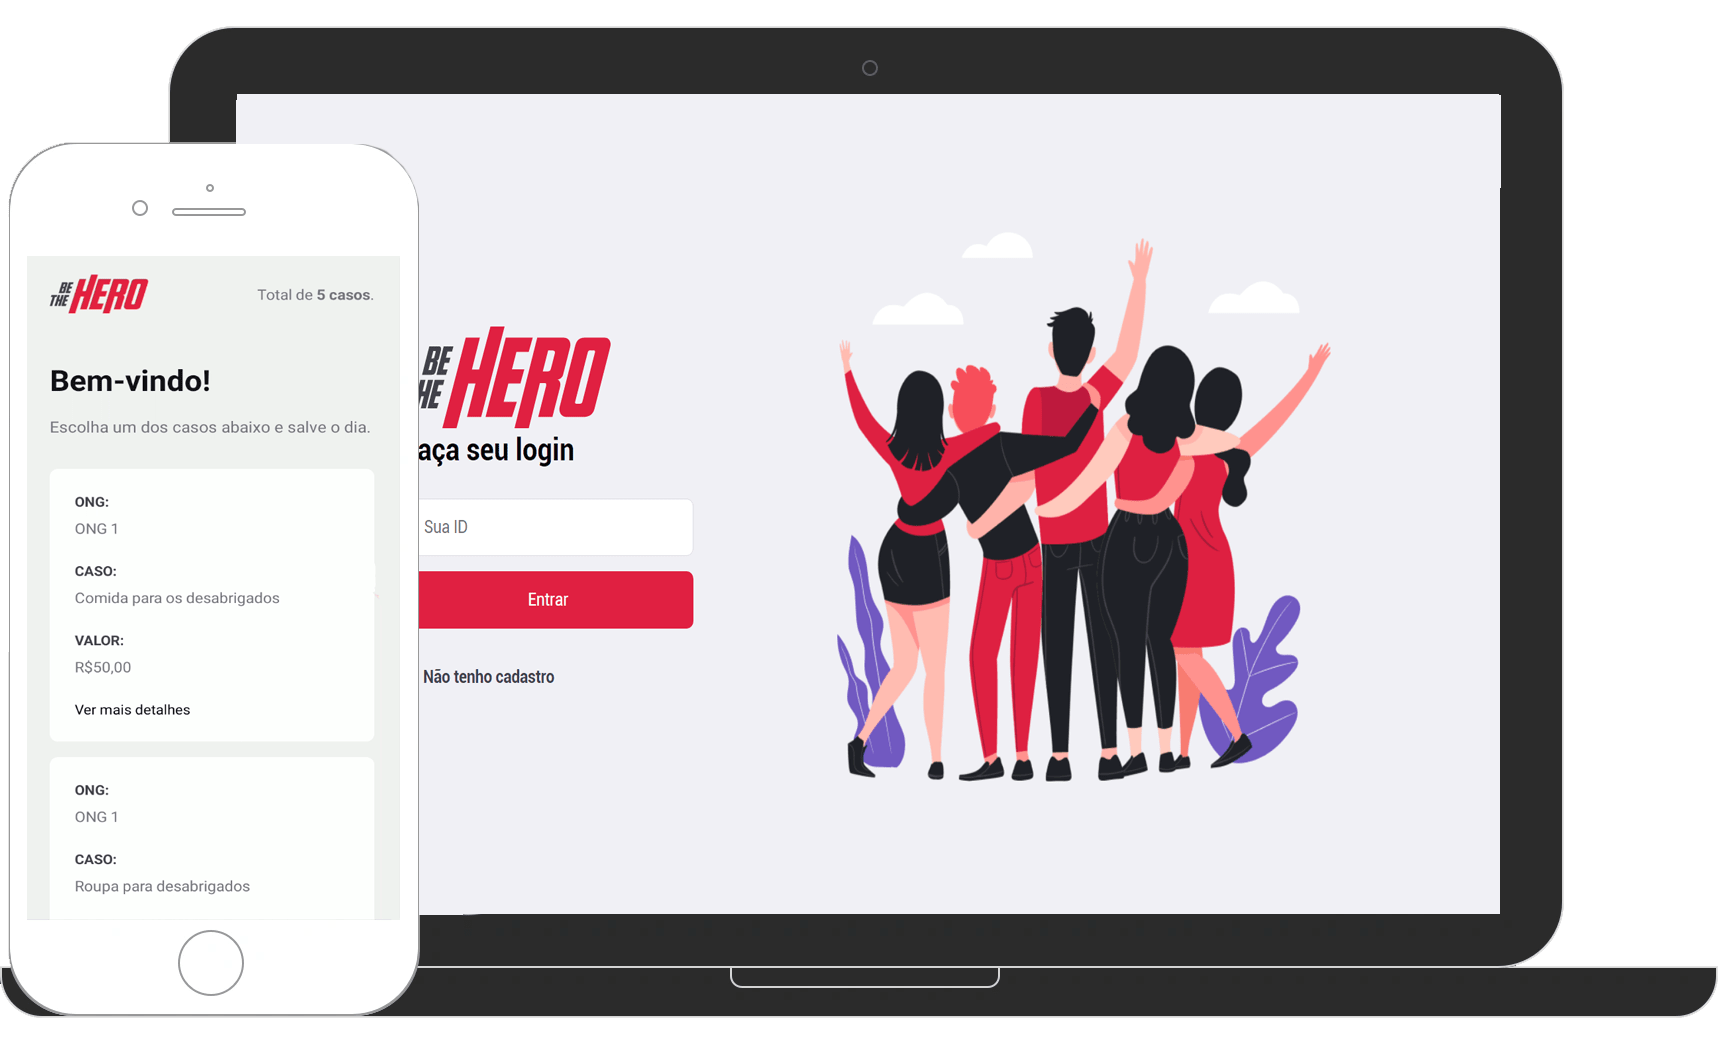 BE
THE HERO
Total de 5 casos.
Bem-vindo!
Escolha um dos casos abaixo e salve o dia.
ONG:
ONG 1
CASO:
Comida para os desabrigados
VALOR:
R$50,00
Ver mais detalhes
ONG:
ONG 1
CASO:
Roupa para desabrigados
BE
HE HERO
aça seu login
Sua ID
Entrar
Não tenho cadastro